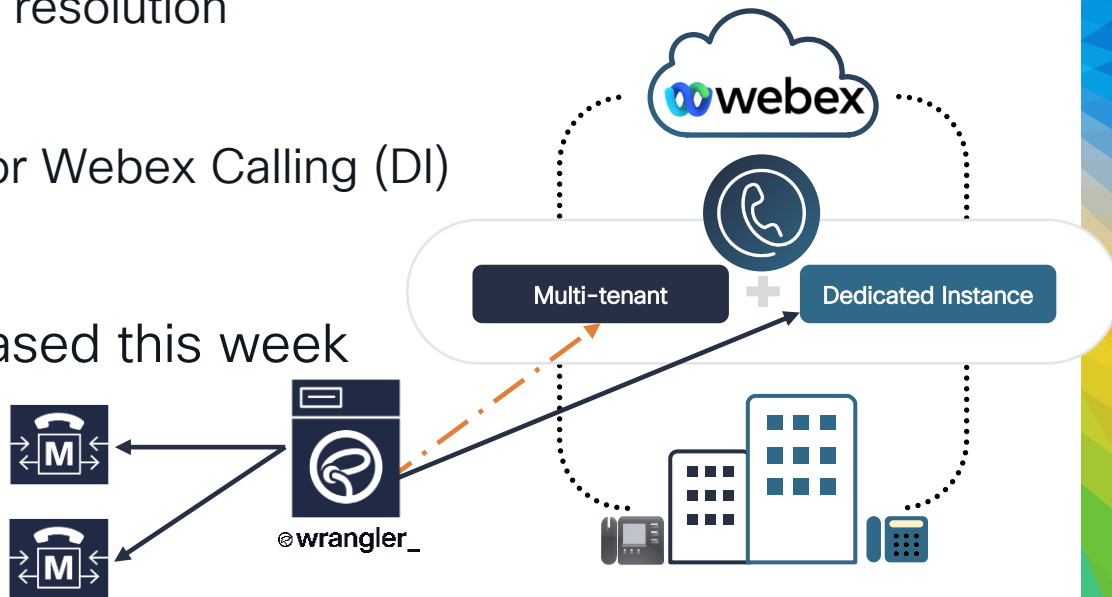 resolution
webex
or Webex Calling (DI)
Multi-tenant
Dedicated Instance
ased this week
M
M
wrangler_